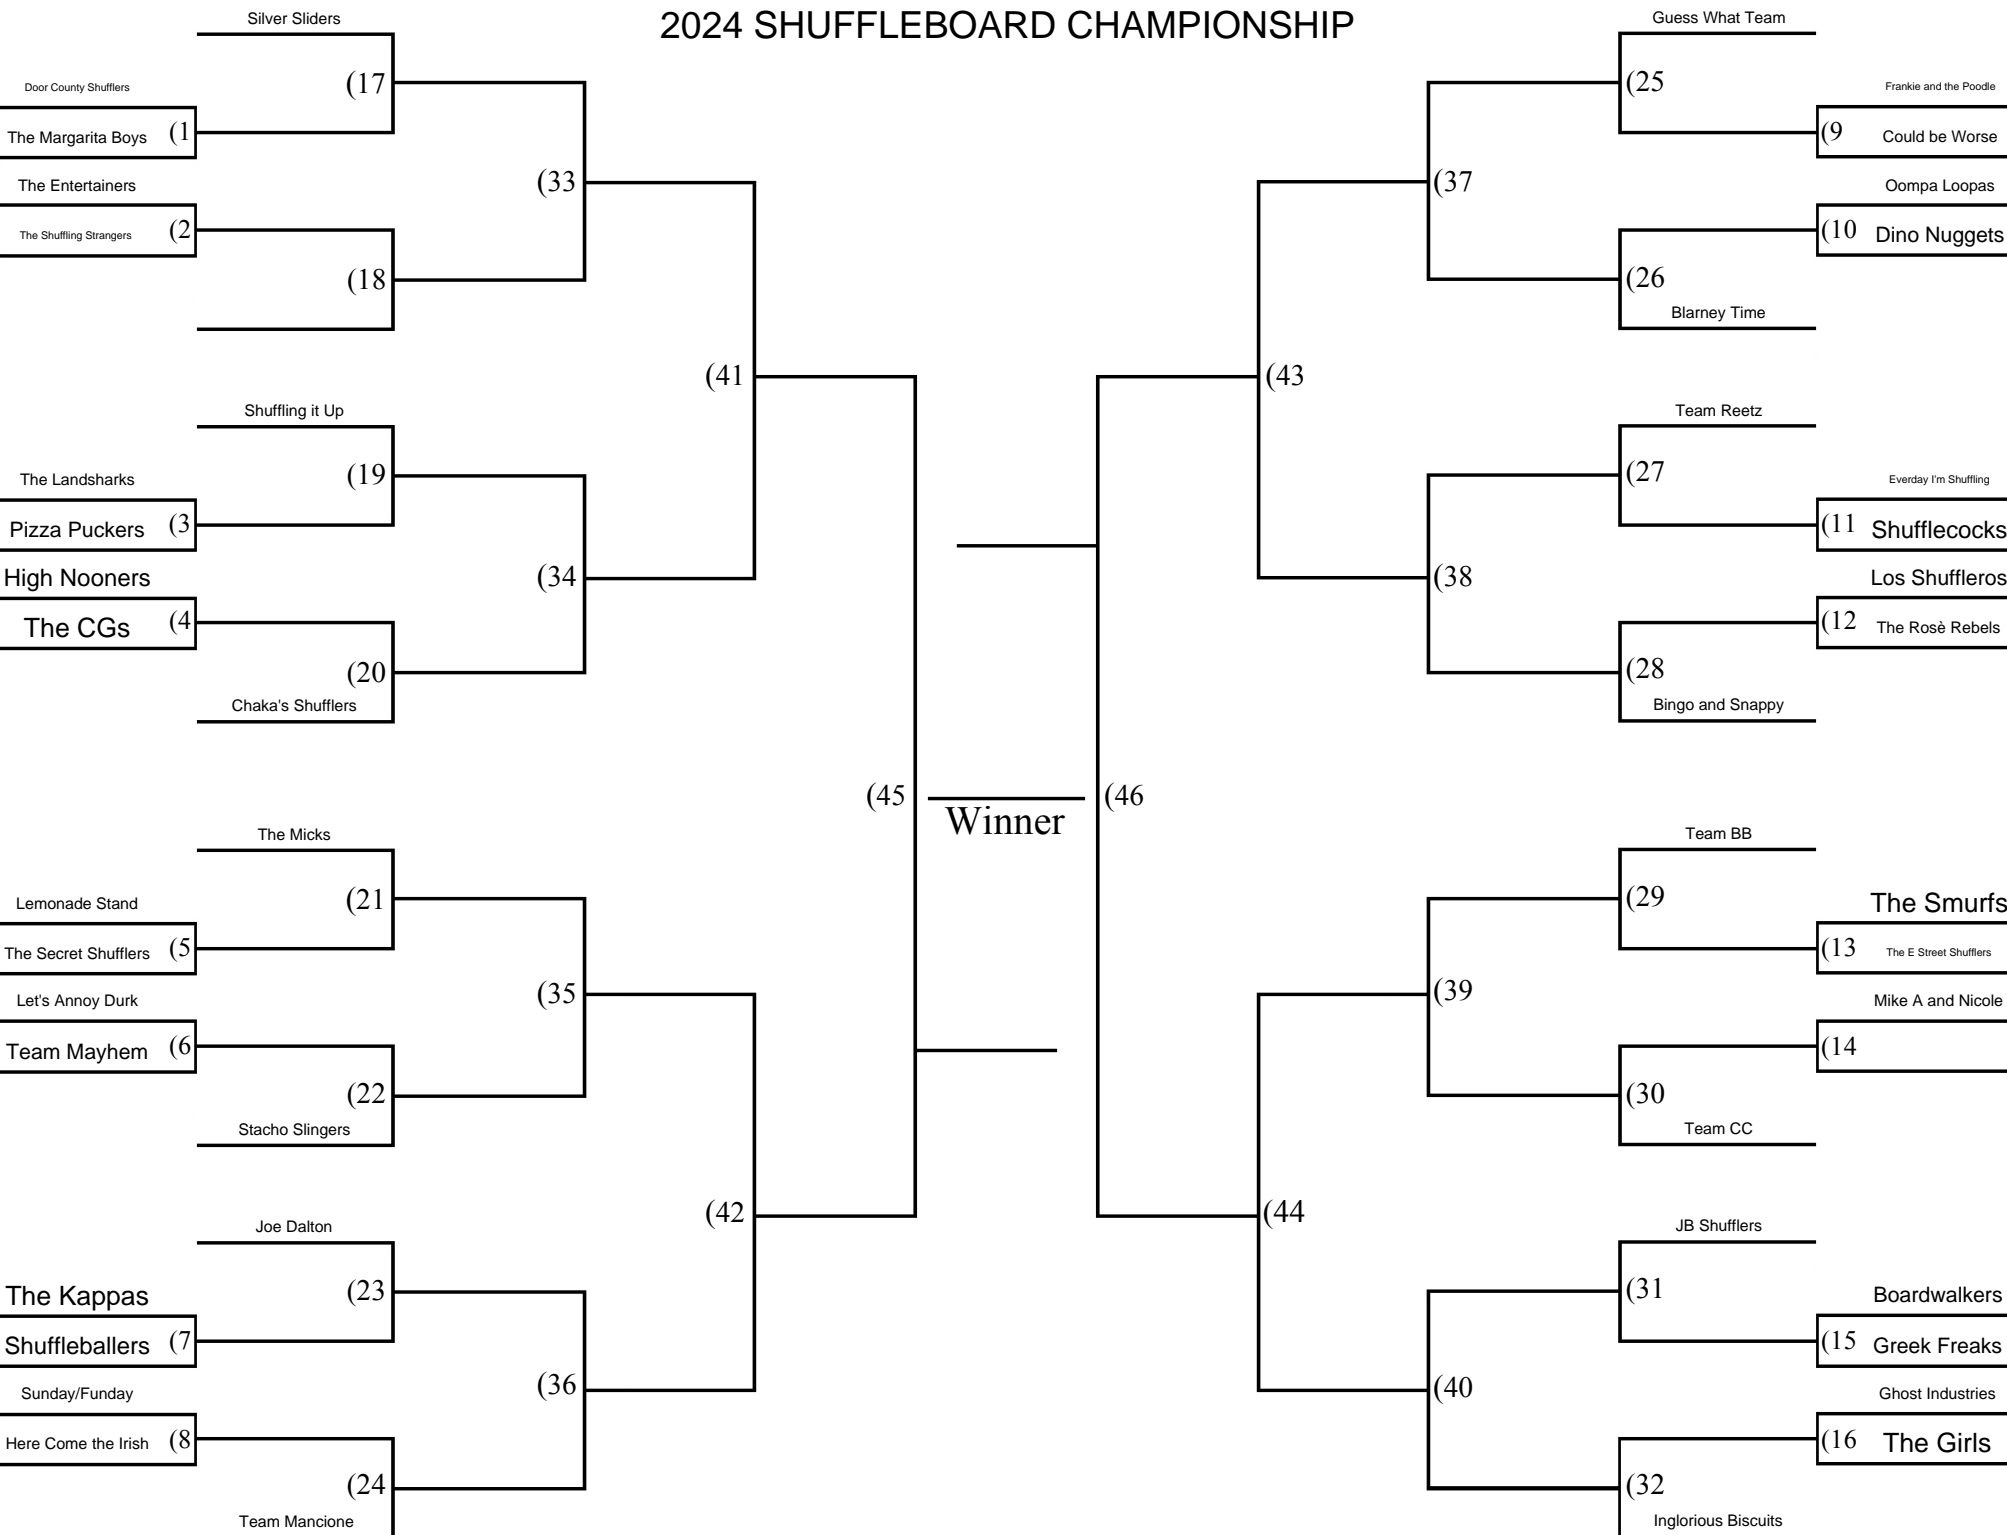 2024 SHUFFLEBOARD CHAMPIONSHIP
Silver Sliders
(17
Door County Shufflers
The Margarita Boys (1
(33
The Entertainers
The Shuffling Strangers (2
(18
(41
Shuffling it Up
(19
The Landsharks
Pizza Puckers (3
(34
High Nooners
The CGs (4
(20
Chaka's Shufflers
(45
The Micks
(21
Lemonade Stand
The Secret Shufflers (5
(35
Let's Annoy Durk
Team Mayhem (6
(22
Stacho Slingers
(42
Joe Dalton
(23
The Kappas
Shuffleballers (7
(36
Sunday/Funday
Here Come the Irish (8
(24
Team Mancione
Winner
Guess What Team
(25
Frankie and the Poodle
(9 Could be Worse
(37
Oompa Loopas
(10 Dino Nuggets
(26
Blarney Time
(43
Team Reetz
(27
Everday I'm Shuffling
(11 Shufflecocks
(38
Los Shuffleros
(12 The Rosè Rebels
(28
Bingo and Snappy
(46
Team BB
(29
The Smurfs
(13 The E Street Shufflers
(39
Mike A and Nicole
(14
(30
Team CC
(44
JB Shufflers
(31
Boardwalkers
(15 Greek Freaks
(40
Ghost Industries
(16 The Girls
(32
Inglorious Biscuits